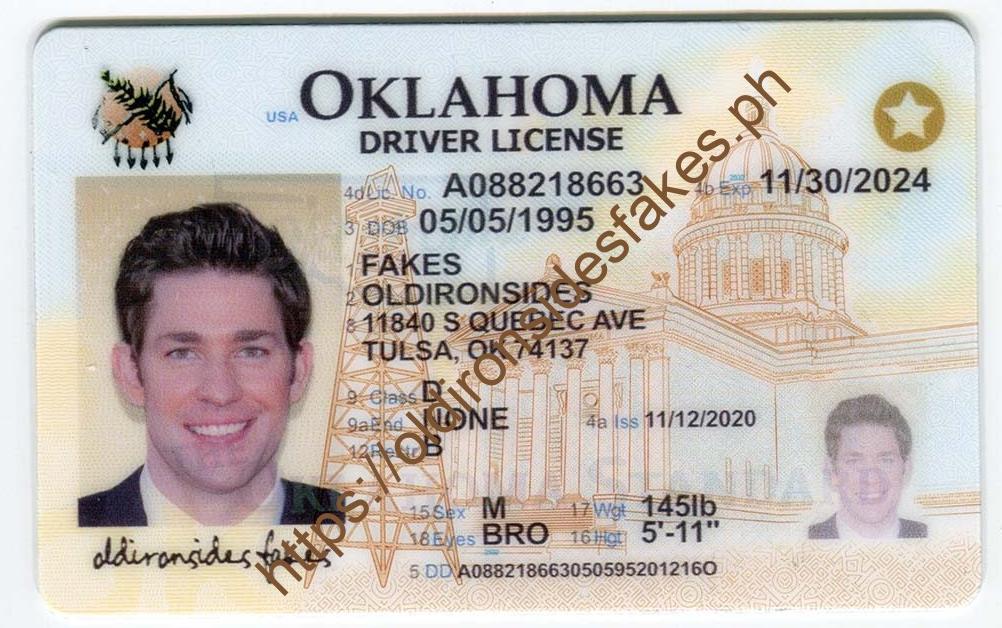 USA OKLAHOMA
DRIVER LICENSE
4d Lic. No. A088218663 4b Exp 11/30/2024
3 DOB 05/05/1995
1 FAKES
2 OLDIRONSIDES
8 11840 S QUEBEC AVE
TULSA, OK 74137
9 Class D
9a End NONE 4a Iss 11/12/2020
12 Restr B
15 Sex M 17 Wgt 145lb
18 Eyes BRO 16 Hgt 5'-11"
5 DD A0882186630505952012160
oldironsides fakes
https://oldironsidesfakes.ph